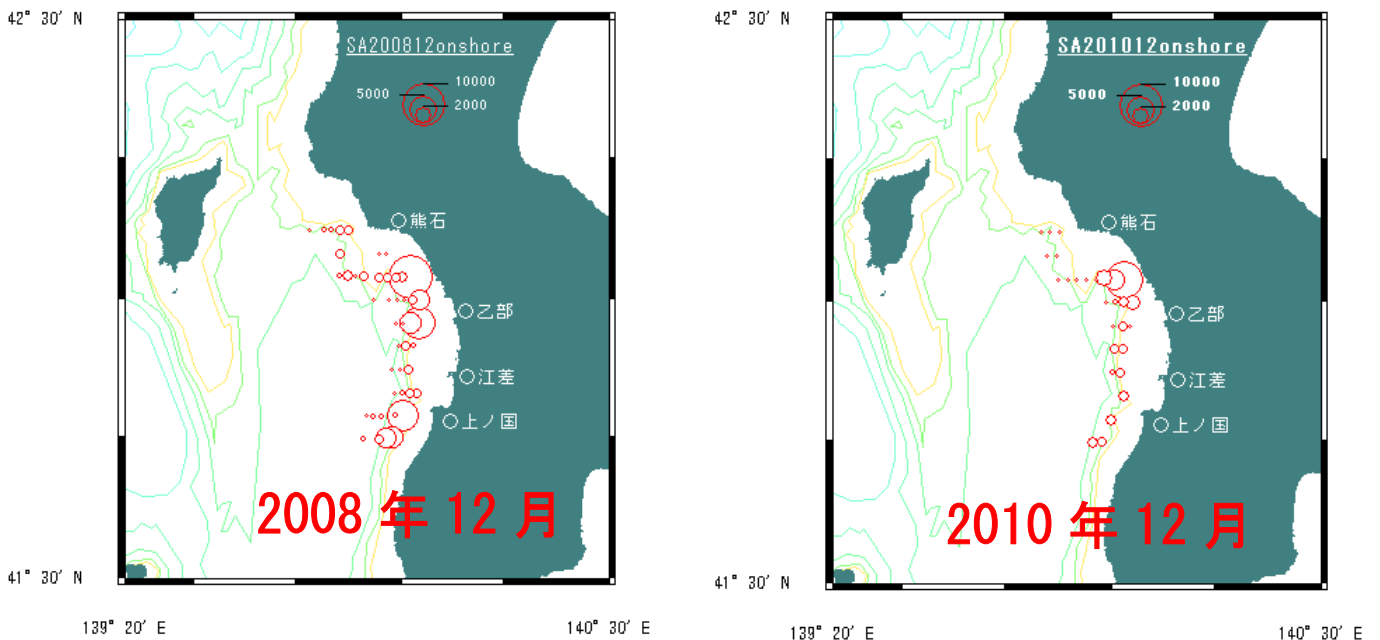 42° 30′ N
SA200812onshore
10000
5000
2000
熊石
乙部
江差
上ノ国
2008 年 12 月
41° 30′ N
139° 20′ E
140° 30′ E
42° 30′ N
SA201012onshore
10000
5000
2000
熊石
乙部
江差
上ノ国
2010 年 12 月
41° 30′ N
139° 20′ E
140° 30′ E